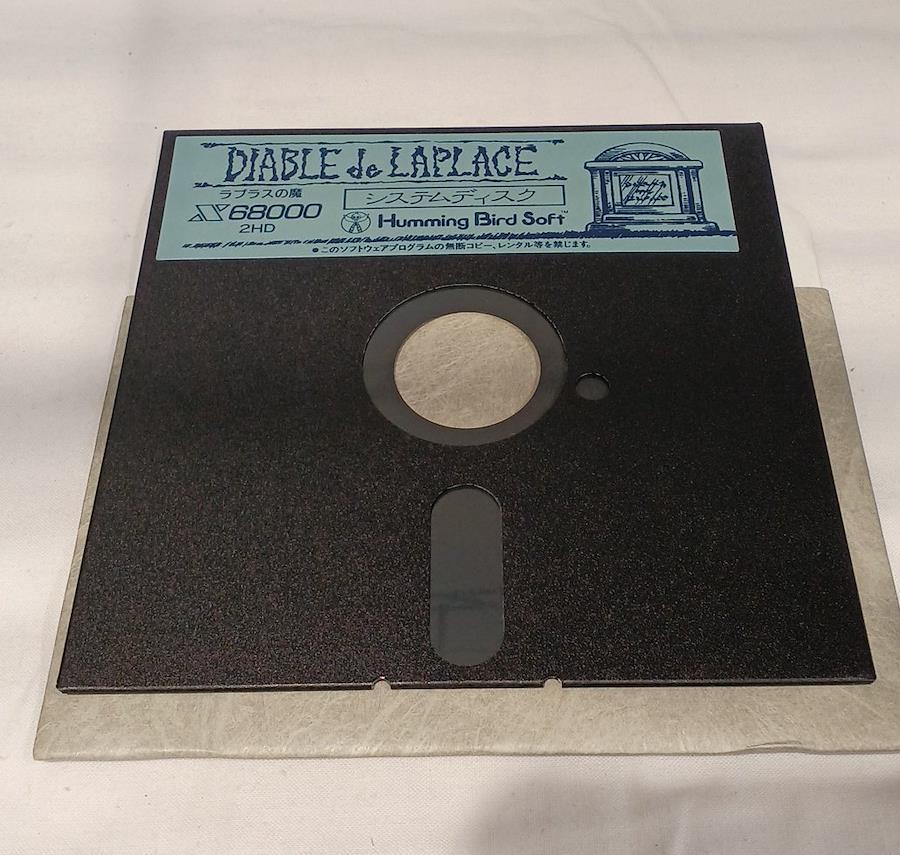 DIABLE de LAPLACE
ラプラスの魔
システムディスク
X68000
2HD
Humming Bird Soft™
●このソフトウェアプログラムの無断コピー、レンタル等を禁じます。